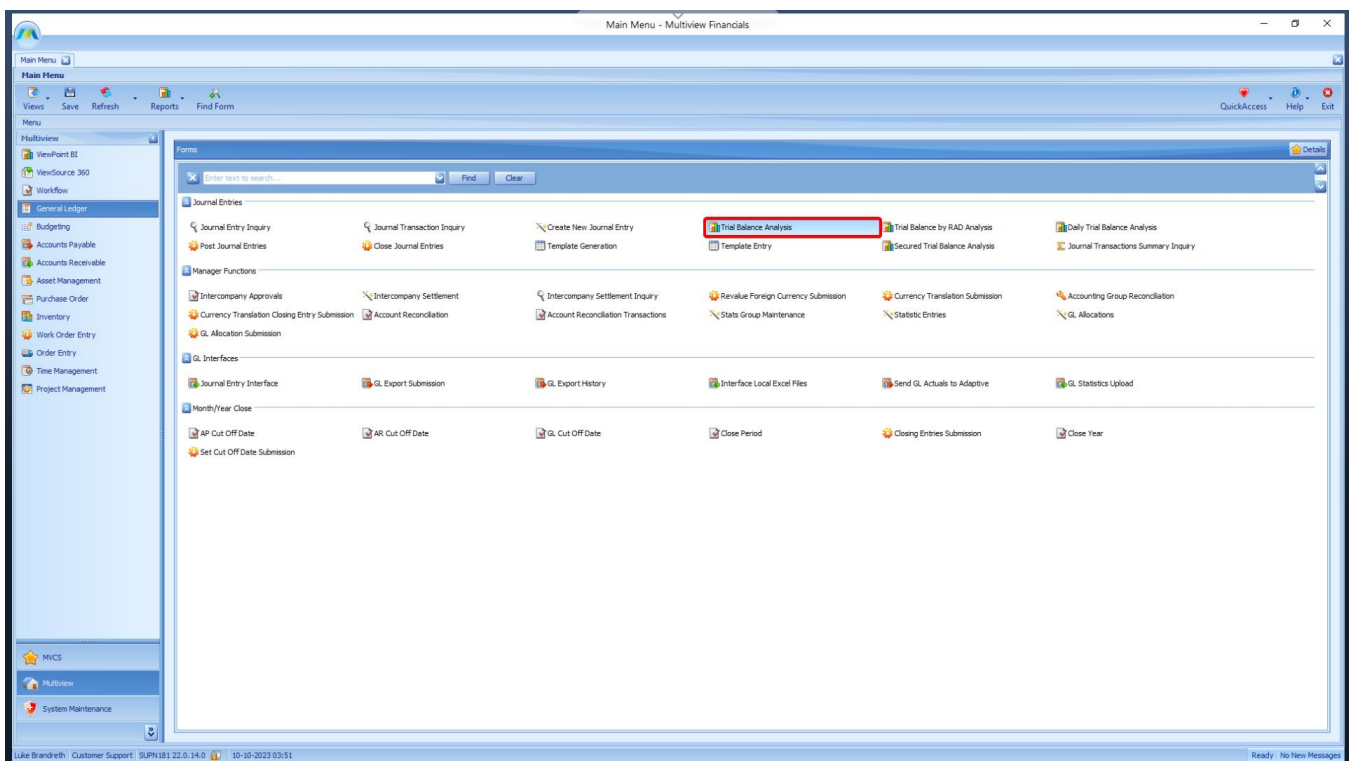 Main Menu - Multiview Financials
Main Menu
Main Menu
Views Save Refresh Reports Find Form QuickAccess Help Exit
Menu
Multiview
ViewPoint BI
ViewSource 360
Workflow
General Ledger
Budgeting
Accounts Payable
Accounts Receivable
Asset Management
Purchase Order
Inventory
Work Order Entry
Order Entry
Time Management
Project Management
MVCS
Multiview
System Maintenance
Forms Details
Enter text to search... Find Clear
Journal Entries
Journal Entry Inquiry Journal Transaction Inquiry Create New Journal Entry Trial Balance Analysis Trial Balance by RAD Analysis Daily Trial Balance Analysis
Post Journal Entries Close Journal Entries Template Generation Template Entry Secured Trial Balance Analysis Journal Transactions Summary Inquiry
Manager Functions
Intercompany Approvals Intercompany Settlement Intercompany Settlement Inquiry Revalue Foreign Currency Submission Currency Translation Submission Accounting Group Reconciliation
Currency Translation Closing Entry Submission Account Reconciliation Account Reconciliation Transactions Stats Group Maintenance Statistic Entries GL Allocations
GL Allocation Submission
GL Interfaces
Journal Entry Interface GL Export Submission GL Export History Interface Local Excel Files Send GL Actuals to Adaptive GL Statistics Upload
Month/Year Close
AP Cut Off Date AR Cut Off Date GL Cut Off Date Close Period Closing Entries Submission Close Year
Set Cut Off Date Submission
Luke Brandreth Customer Support SUPN181 22.0.14.0 10-10-2023 03:51 Ready No New Messages